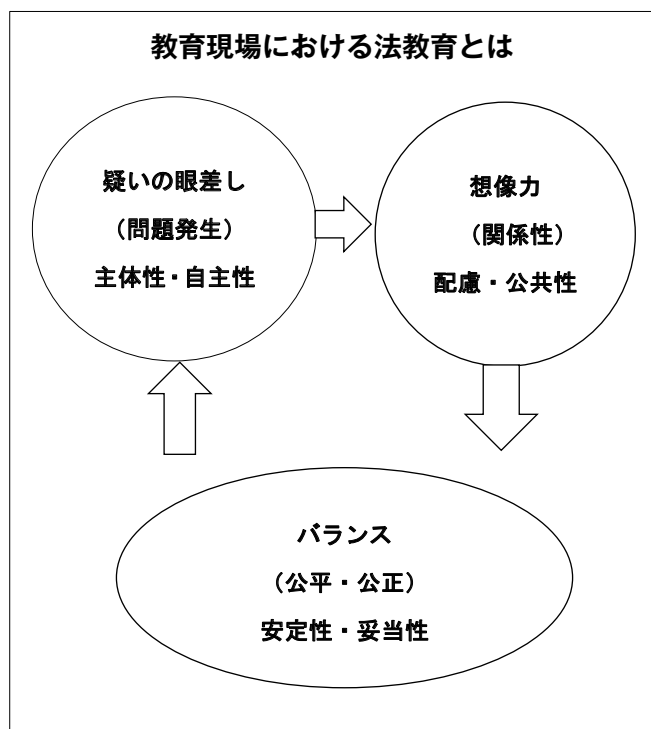 教育現場における法教育とは
疑いの眼差し
（問題発生）
主体性・自主性
想像力
（関係性）
配慮・公共性
バランス
（公平・公正）
安定性・妥当性